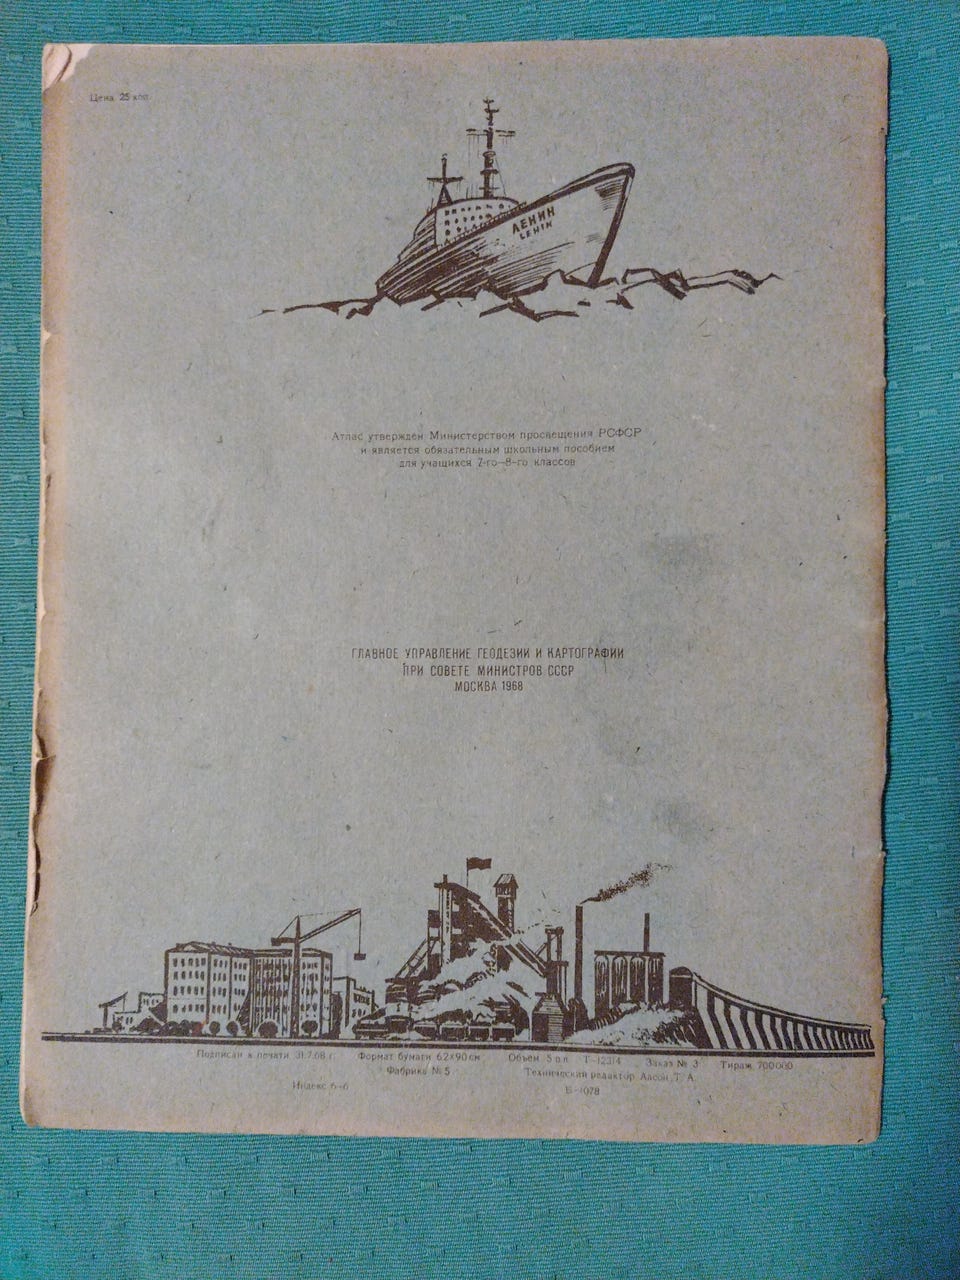 Цена 25 коп.
ЛЕНИН
LENIN
Атлас утвержден Министерством просвещения РСФСР
и является обязательным школьным пособием
для учащихся 7-го—8-го классов
ГЛАВНОЕ УПРАВЛЕНИЕ ГЕОДЕЗИИ И КАРТОГРАФИИ
ПРИ СОВЕТЕ МИНИСТРОВ СССР
МОСКВА 1968
Подписан к печати 31.7.68 г. Формат бумаги 62×90 см Объем 5 п.л. Т-12314 Заказ № 3 Тираж 700000
Фабрика № 5 Технический редактор Аасон Т. А.
Индекс 6-6 Б-1078